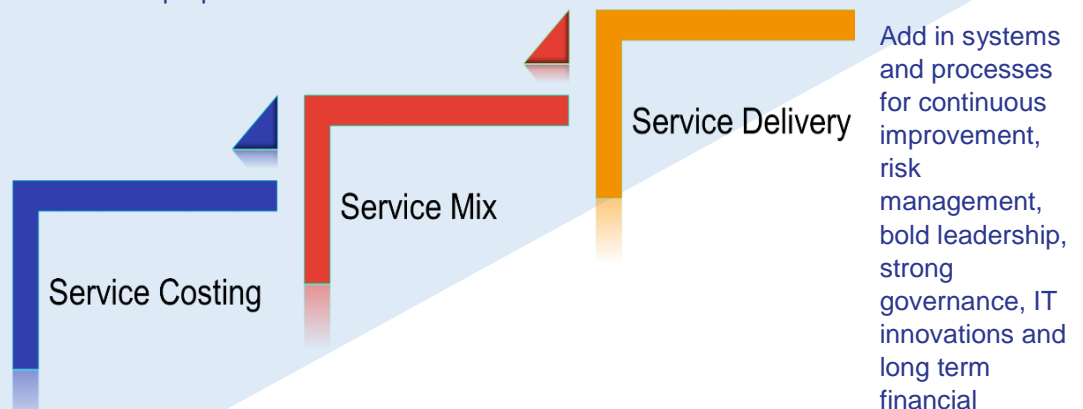 Service Delivery
Service Mix
Service Costing
Add in systems
and processes
for continuous
improvement,
risk
management,
bold leadership,
strong
governance, IT
innovations and
long term
financial